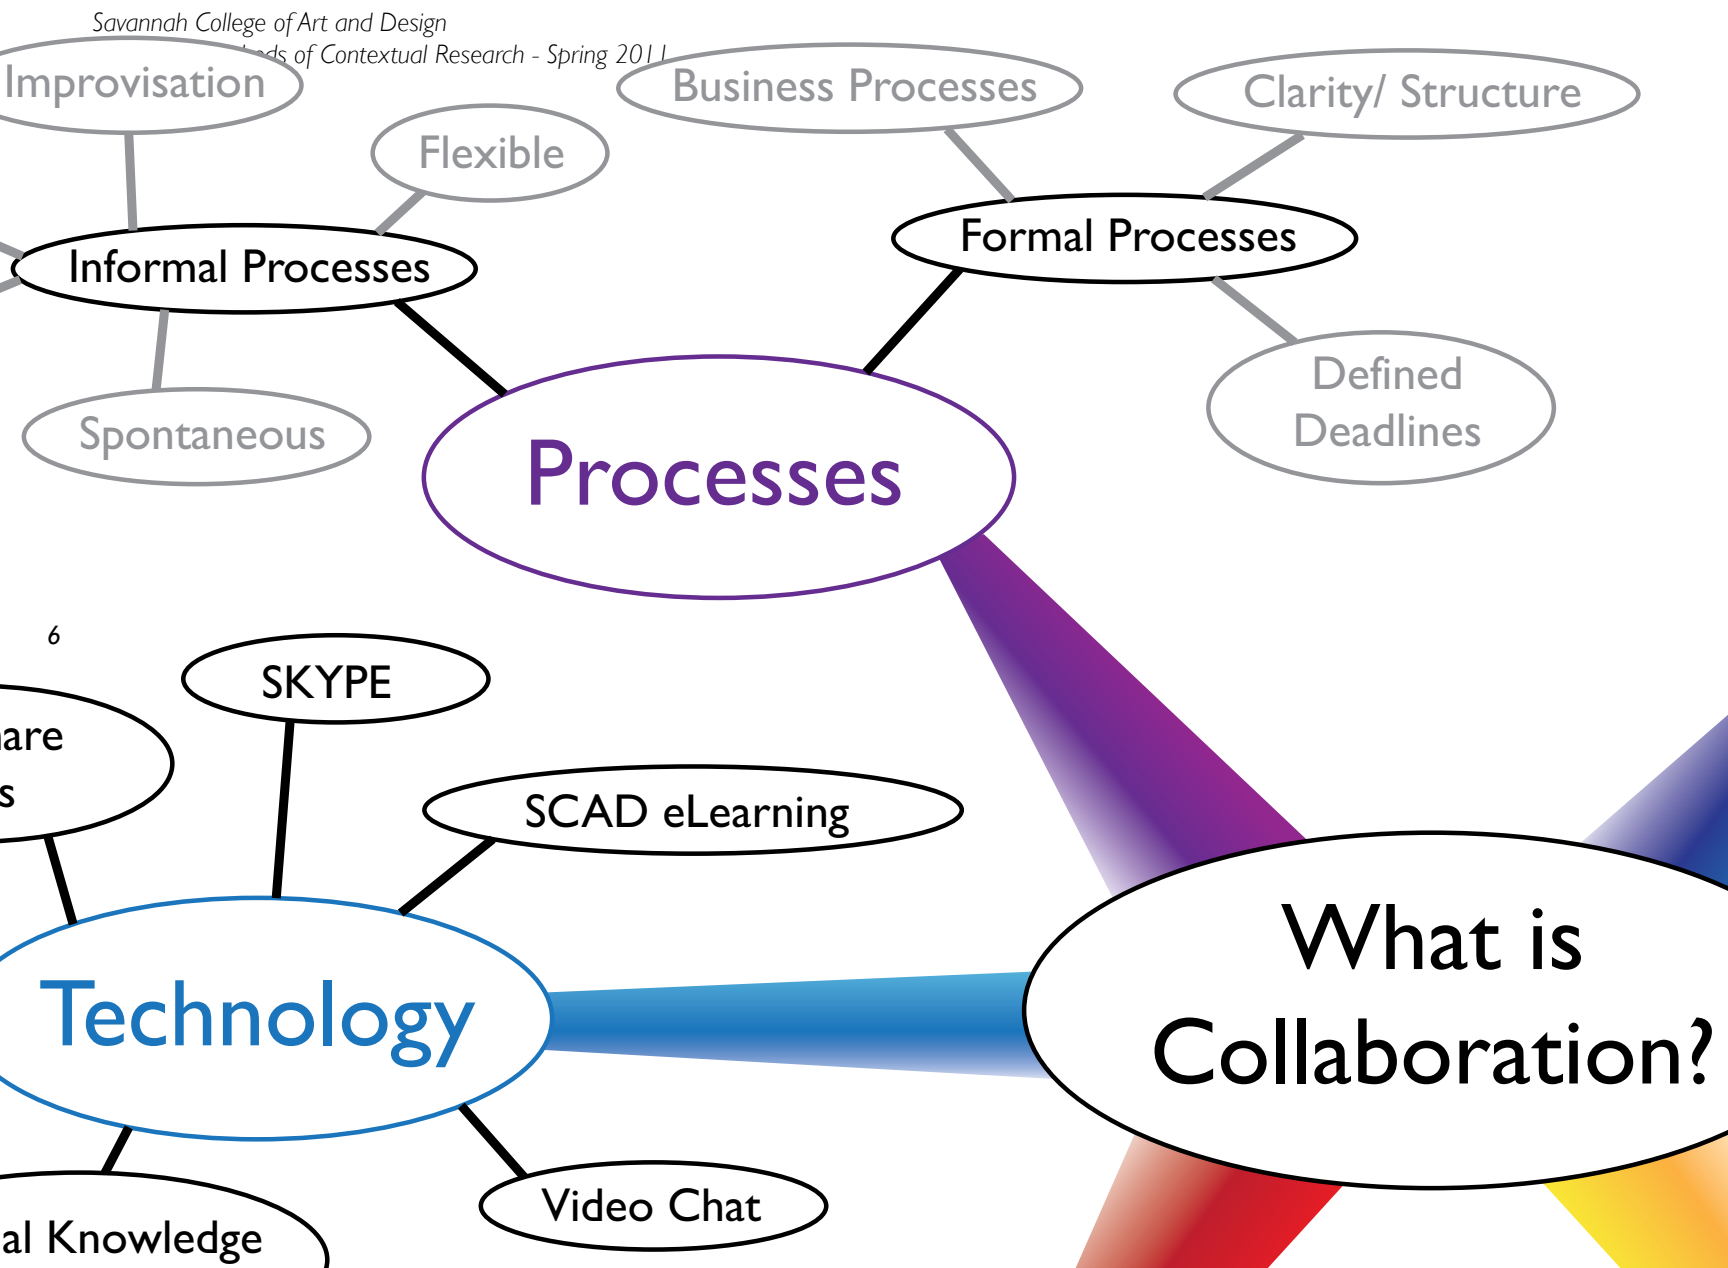 Savannah College of Art and Design
of Contextual Research - Spring 2011
Improvisation
Business Processes
Clarity/ Structure
Flexible
Formal Processes
Informal Processes
Defined
Deadlines
Spontaneous
Processes
6
SKYPE
SCAD eLearning
What is
Collaboration?
Technology
Video Chat
Knowledge